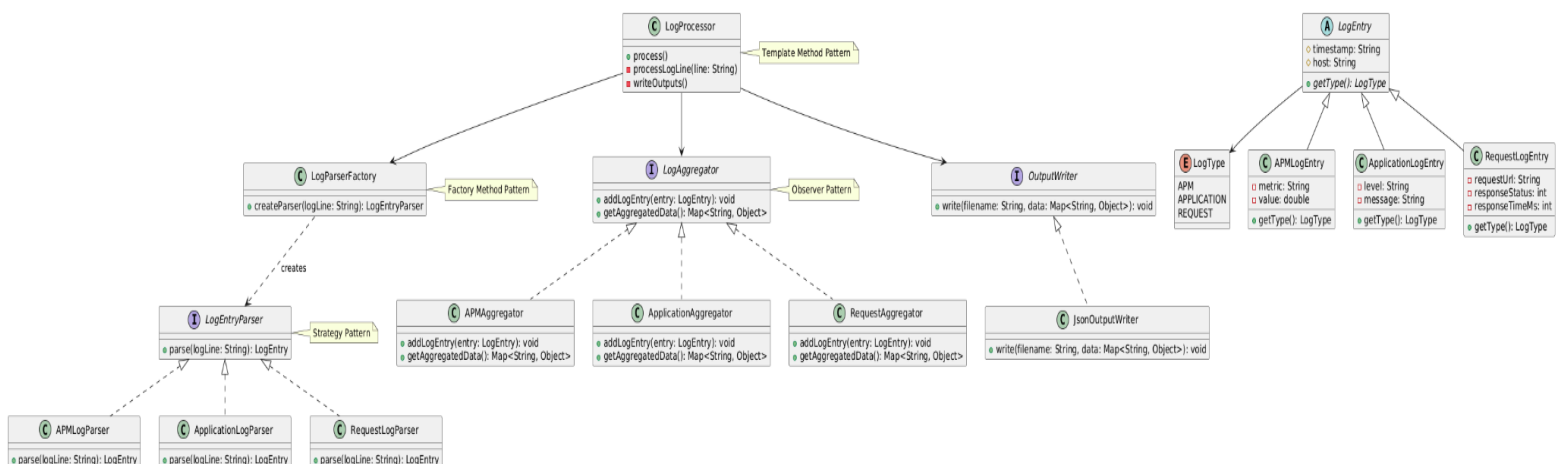 C LogProcessor
process()
processLogLine(line: String)
writeOutputs()
Template Method Pattern
A LogEntry
timestamp: String
host: String
getType(): LogType
C LogParserFactory
createParser(logLine: String): LogEntryParser
Factory Method Pattern
I LogAggregator
addLogEntry(entry: LogEntry): void
getAggregatedData(): Map<String, Object>
Observer Pattern
I OutputWriter
write(filename: String, data: Map<String, Object>): void
E LogType
APM
APPLICATION
REQUEST
C APMLogEntry
metric: String
value: double
getType(): LogType
C ApplicationLogEntry
level: String
message: String
getType(): LogType
C RequestLogEntry
requestUrl: String
responseStatus: int
responseTimeMs: int
getType(): LogType
creates
I LogEntryParser
parse(logLine: String): LogEntry
Strategy Pattern
C APMAggregator
addLogEntry(entry: LogEntry): void
getAggregatedData(): Map<String, Object>
C ApplicationAggregator
addLogEntry(entry: LogEntry): void
getAggregatedData(): Map<String, Object>
C RequestAggregator
addLogEntry(entry: LogEntry): void
getAggregatedData(): Map<String, Object>
C JsonOutputWriter
write(filename: String, data: Map<String, Object>): void
C APMLogParser
parse(logLine: String): LogEntry
C ApplicationLogParser
parse(logLine: String): LogEntry
C RequestLogParser
parse(logLine: String): LogEntry